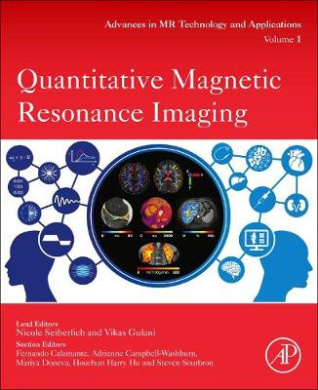 Advances in MR Technology and Applications
Volume 1
Quantitative Magnetic
Resonance Imaging
Lead Editors
Nicole Seiberlich and Vikas Gulani
Section Editors
Fernando Calamante, Adrienne Campbell-Washburn,
Mariya Doneva, Houchun Harry Hu and Steven Sourbron
AP